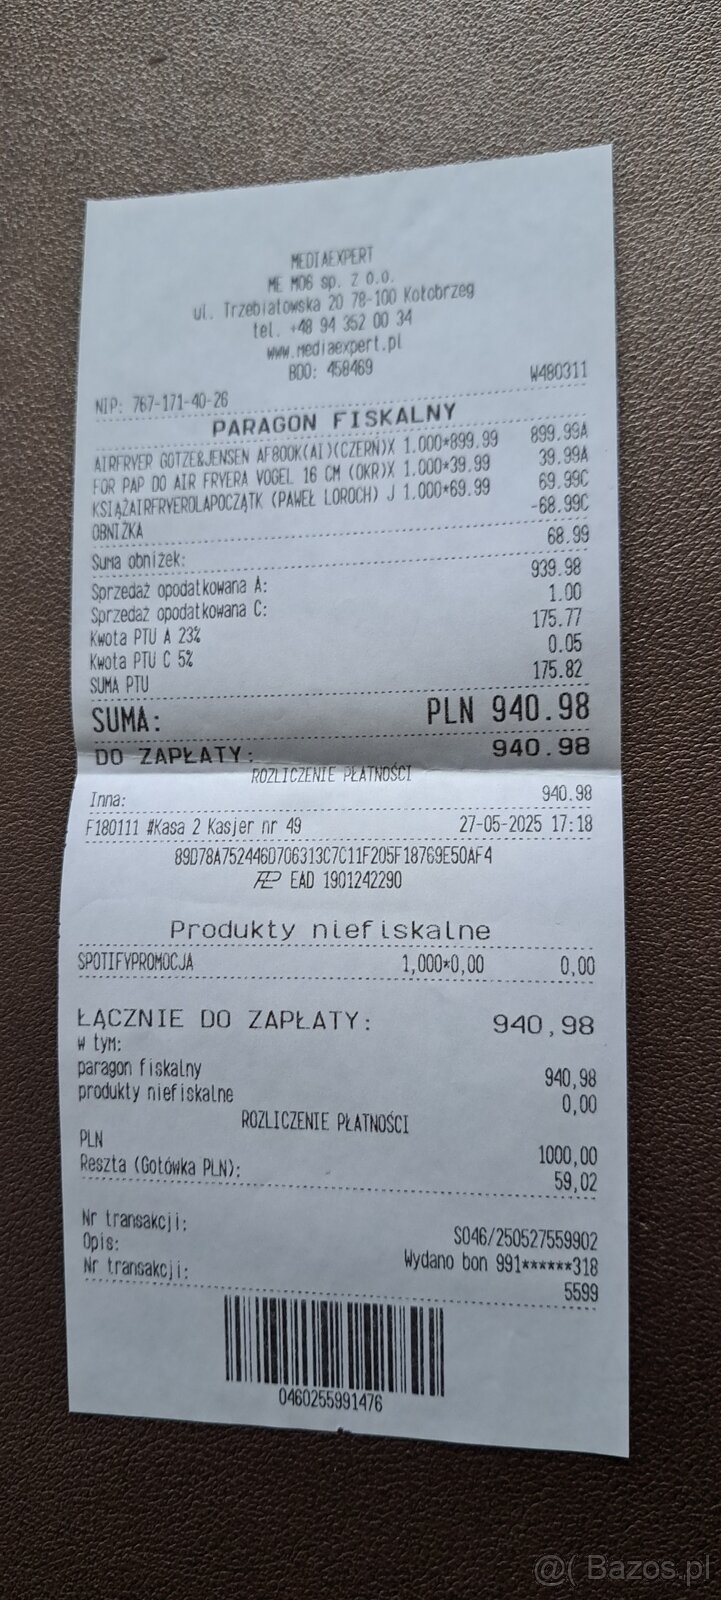 MEDIAEXPERT
ME M06 sp. z o.o.
ul. Trzebiatowska 20 78-100 Kołobrzeg
tel. +48 94 352 00 34
www.mediaexpert.pl
BDO: 458469
NIP: 767-171-40-26 W480311
PARAGON FISKALNY
AIRFRYER GOTZE&JENSEN AF800K(AI)(CZERN)X 1.000*899.99 899.99A
FOR PAP DO AIR FRYERA VOGEL 16 CM (OKR)X 1.000*39.99 39.99A
KSIĄŻAIRFRYERDLAPOCZĄTK (PAWEŁ LOROCH) J 1.000*69.99 69.99C
OBNIŻKA -68.99C
Suma obniżek: 68.99
Sprzedaż opodatkowana A: 939.98
Sprzedaż opodatkowana C: 1.00
Kwota PTU A 23% 175.77
Kwota PTU C 5% 0.05
SUMA PTU 175.82
SUMA: PLN 940.98
DO ZAPŁATY: 940.98
ROZLICZENIE PŁATNOŚCI
Inna: 940.98
F180111 #Kasa 2 Kasjer nr 49 27-05-2025 17:18
89D78A752446D706313C7C11F205F18769E50AF4
EAD 1901242290
Produkty niefiskalne
SPOTIFYPROMOCJA 1,000*0,00 0,00
ŁĄCZNIE DO ZAPŁATY: 940,98
w tym:
paragon fiskalny 940,98
produkty niefiskalne 0,00
ROZLICZENIE PŁATNOŚCI
PLN 1000,00
Reszta (Gotówka PLN): 59,02
Nr transakcji: S046/250527559902
Opis: Wydano bon 991******318
Nr transakcji: 5599
0460255991476
@( Bazos.pl